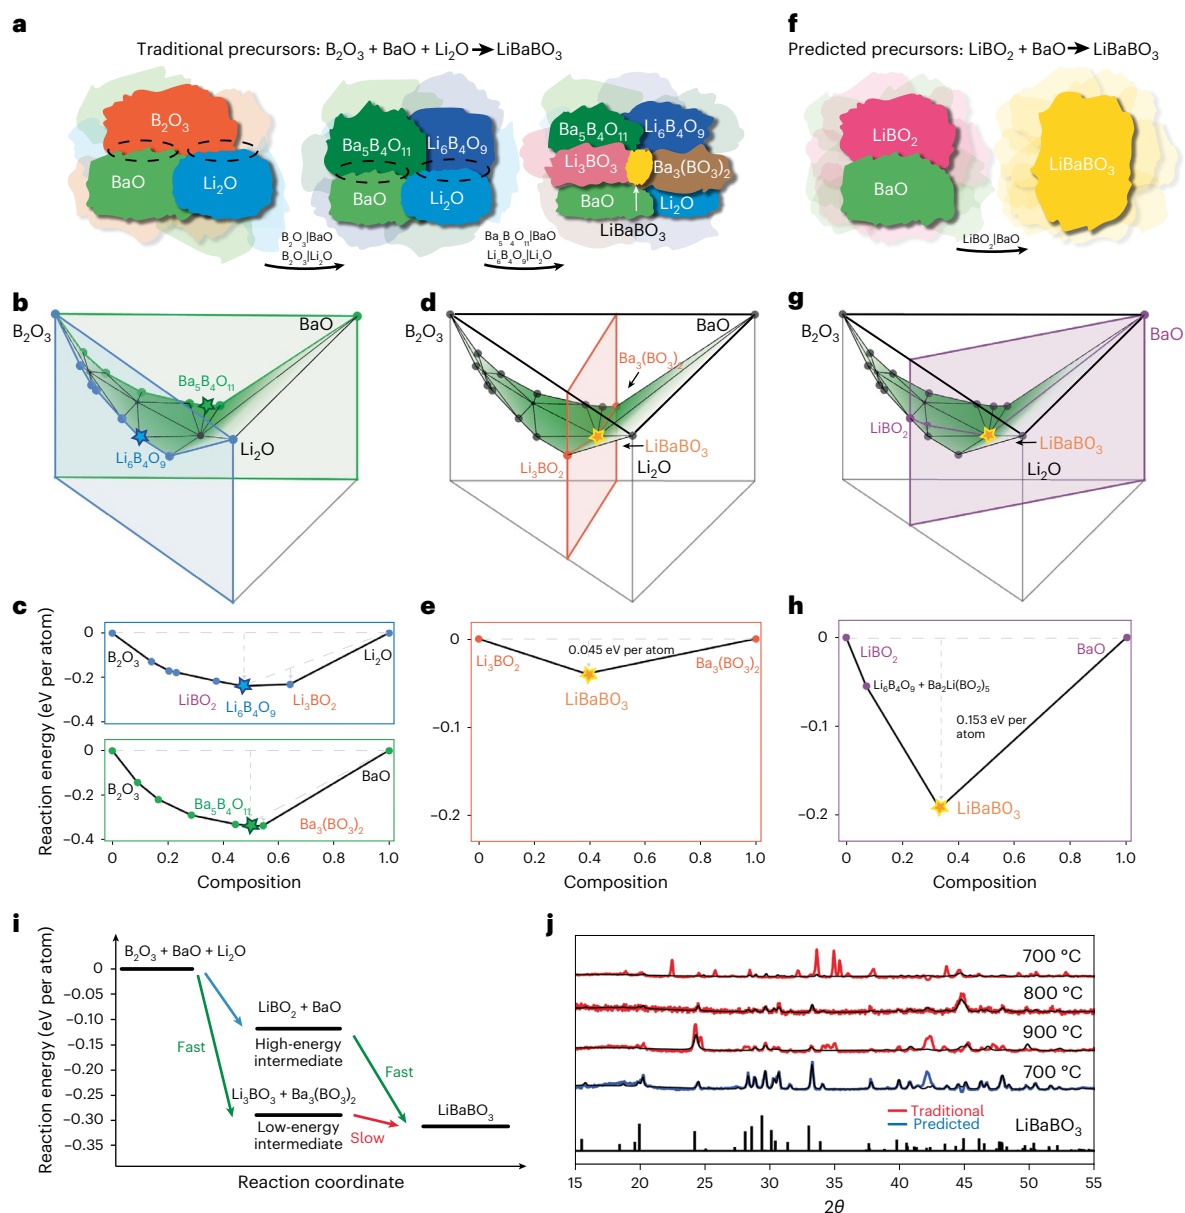 a
Traditional precursors: B₂O₃ + BaO + Li₂O → LiBaBO₃
B₂O₃
BaO
Li₂O
B₂O₃|BaO
B₂O₃|Li₂O
Ba₅B₄O₁₁
Li₆B₄O₉
BaO
Li₂O
Ba₅B₄O₁₁|BaO
Li₆B₄O₉|Li₂O
Ba₅B₄O₁₁
Li₆B₄O₉
Li₃BO₃
Ba₃(BO₃)₂
BaO
Li₂O
LiBaBO₃
f
Predicted precursors: LiBO₂ + BaO → LiBaBO₃
LiBO₂
BaO
LiBO₂|BaO
LiBaBO₃
b
B₂O₃
BaO
Ba₅B₄O₁₁
Li₆B₄O₉
Li₂O
d
B₂O₃
BaO
Ba₃(BO₃)₂
LiBaBO₃
Li₃BO₂
Li₂O
g
B₂O₃
BaO
LiBO₂
LiBaBO₃
Li₂O
c
Reaction energy (eV per atom)
0
−0.2
−0.4
B₂O₃
LiBO₂
Li₆B₄O₉
Li₃BO₂
Li₂O
0
−0.2
−0.4
B₂O₃
Ba₅B₄O₁₁
Ba₃(BO₃)₂
BaO
0 0.2 0.4 0.6 0.8 1.0
Composition
e
0
−0.1
−0.2
Li₃BO₂
0.045 eV per atom
Ba₃(BO₃)₂
LiBaBO₃
0 0.2 0.4 0.6 0.8 1.0
Composition
h
0
−0.1
−0.2
LiBO₂
BaO
Li₆B₄O₉ + Ba₂Li(BO₂)₅
0.153 eV per
atom
LiBaBO₃
0 0.2 0.4 0.6 0.8 1.0
Composition
i
Reaction energy (eV per atom)
0
−0.05
−0.10
−0.15
−0.20
−0.25
−0.30
−0.35
B₂O₃ + BaO + Li₂O
LiBO₂ + BaO
High-energy
intermediate
Fast
Fast
Li₃BO₃ + Ba₃(BO₃)₂
Low-energy
intermediate
Slow
LiBaBO₃
Reaction coordinate
j
700 °C
800 °C
900 °C
700 °C
Traditional
Predicted
LiBaBO₃
15 25 30 35 40 45 50 55
2θ